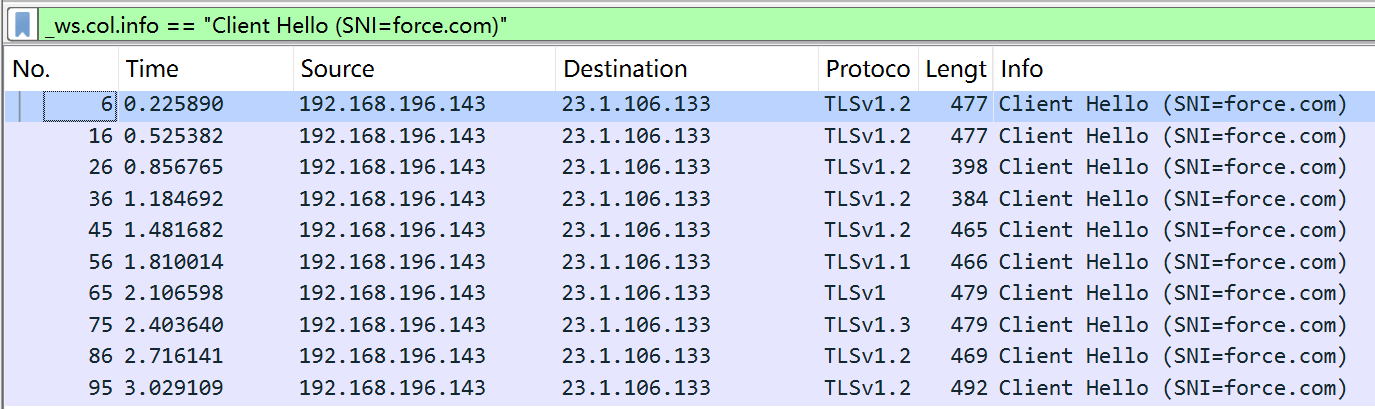 _ws.col.info == "Client Hello (SNI=force.com)"
No. Time Source Destination Protoco Lengt Info
6 0.225890 192.168.196.143 23.1.106.133 TLSv1.2 477 Client Hello (SNI=force.com)
16 0.525382 192.168.196.143 23.1.106.133 TLSv1.2 477 Client Hello (SNI=force.com)
26 0.856765 192.168.196.143 23.1.106.133 TLSv1.2 398 Client Hello (SNI=force.com)
36 1.184692 192.168.196.143 23.1.106.133 TLSv1.2 384 Client Hello (SNI=force.com)
45 1.481682 192.168.196.143 23.1.106.133 TLSv1.2 465 Client Hello (SNI=force.com)
56 1.810014 192.168.196.143 23.1.106.133 TLSv1.1 466 Client Hello (SNI=force.com)
65 2.106598 192.168.196.143 23.1.106.133 TLSv1 479 Client Hello (SNI=force.com)
75 2.403640 192.168.196.143 23.1.106.133 TLSv1.3 479 Client Hello (SNI=force.com)
86 2.716141 192.168.196.143 23.1.106.133 TLSv1.2 469 Client Hello (SNI=force.com)
95 3.029109 192.168.196.143 23.1.106.133 TLSv1.2 492 Client Hello (SNI=force.com)